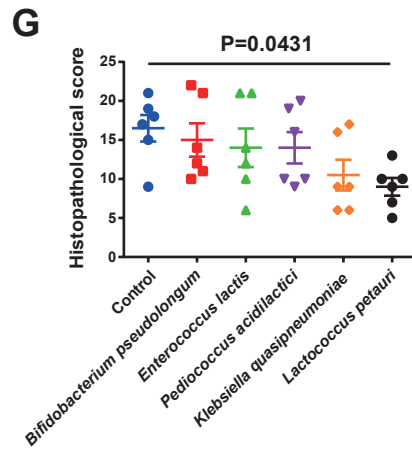 G
P=0.0431
Histopathological score
25
20
15
10
5
0
Control
Bifidobacterium pseudolongum
Enterococcus lactis
Pediococcus acidilactici
Klebsiella quasipneumoniae
Lactococcus petauri